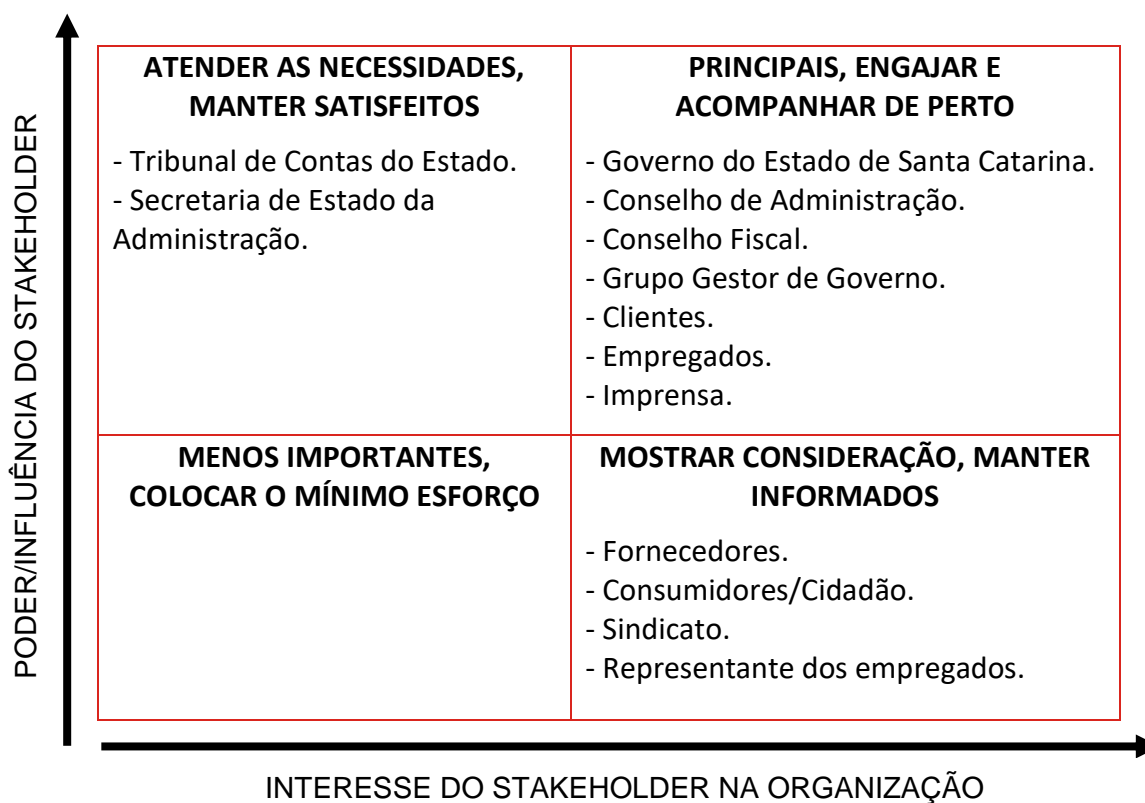 PODER/INFLUÊNCIA DO STAKEHOLDER
ATENDER AS NECESSIDADES,
MANTER SATISFEITOS
- Tribunal de Contas do Estado.
- Secretaria de Estado da
Administração.
PRINCIPAIS, ENGAJAR E
ACOMPANHAR DE PERTO
- Governo do Estado de Santa Catarina.
- Conselho de Administração.
- Conselho Fiscal.
- Grupo Gestor de Governo.
- Clientes.
- Empregados.
- Imprensa.
MENOS IMPORTANTES,
COLOCAR O MÍNIMO ESFORÇO
MOSTRAR CONSIDERAÇÃO, MANTER
INFORMADOS
- Fornecedores.
- Consumidores/Cidadão.
- Sindicato.
- Representante dos empregados.
INTERESSE DO STAKEHOLDER NA ORGANIZAÇÃO